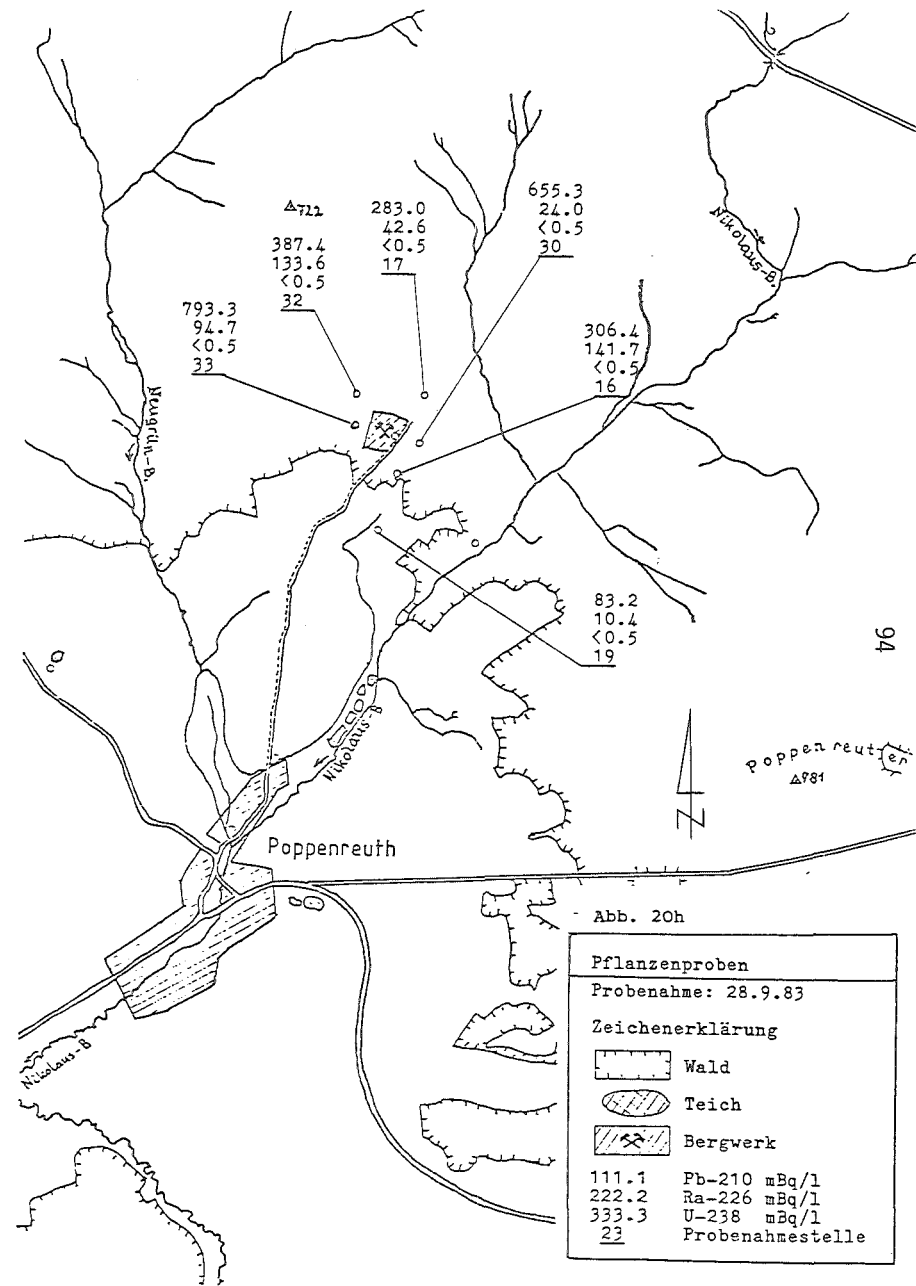 △722
387.4
133.6
<0.5
32
283.0
42.6
<0.5
17
655.3
24.0
<0.5
30
Nikolaus-B.
793.3
94.7
<0.5
33
306.4
141.7
<0.5
16
Neugrün-B.
83.2
10.4
<0.5
19
94
Nikolaus-B
Poppenreuter
△781
N
Poppenreuth
Nikolaus-B
Abb. 20h
Pflanzenproben
Probenahme: 28.9.83
Zeichenerklärung
Wald
Teich
Bergwerk
111.1 Pb-210 mBq/l
222.2 Ra-226 mBq/l
333.3 U-238 mBq/l
23 Probenahmestelle